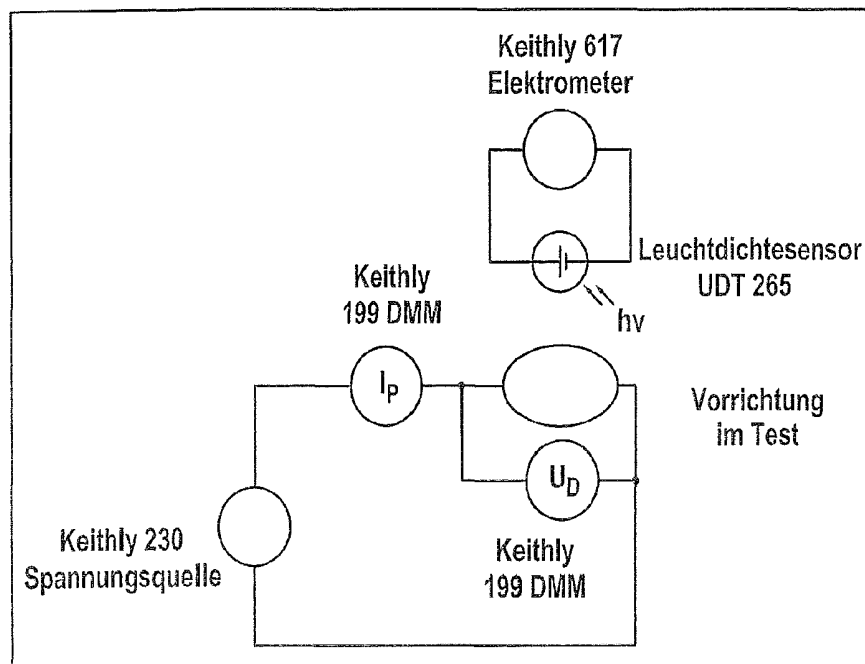 Keithly 617
Elektrometer
Leuchtdichtesensor
UDT 265
hv
Keithly
199 DMM
I_P
Vorrichtung
im Test
U_D
Keithly 230
Spannungsquelle
Keithly
199 DMM